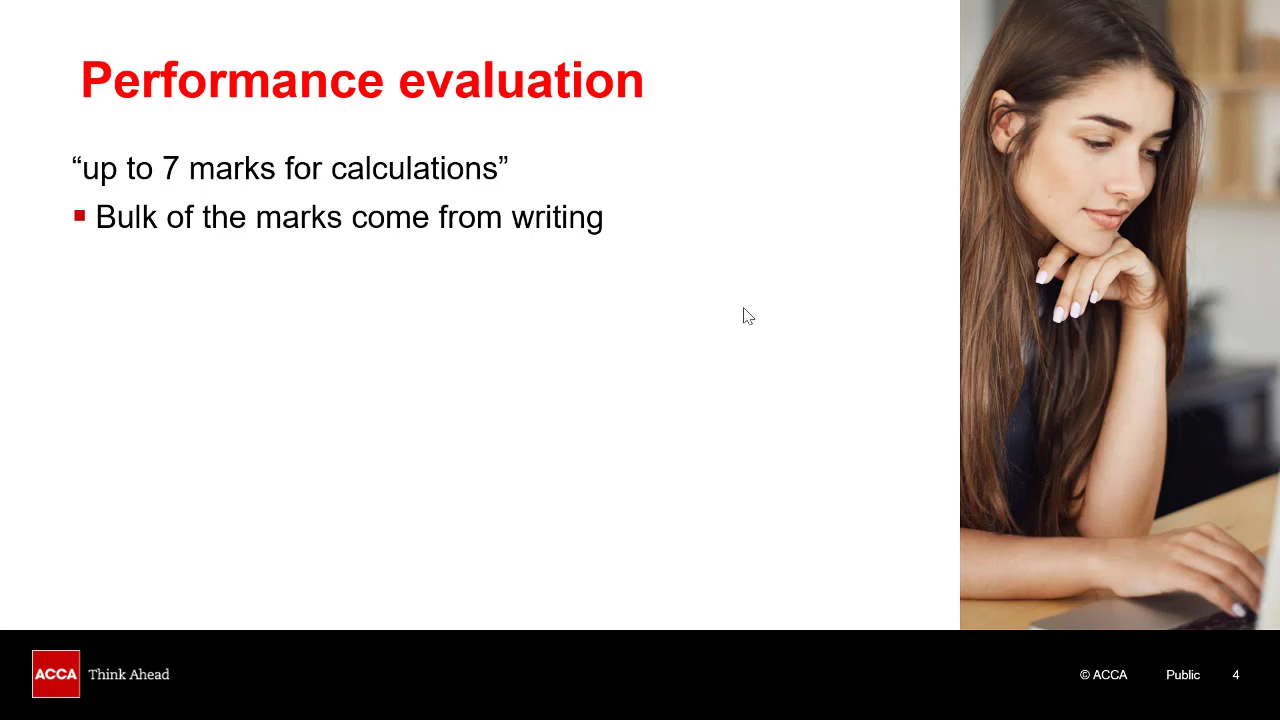 Performance evaluation
“up to 7 marks for calculations”
Bulk of the marks come from writing
ACCA Think Ahead
© ACCA Public 4